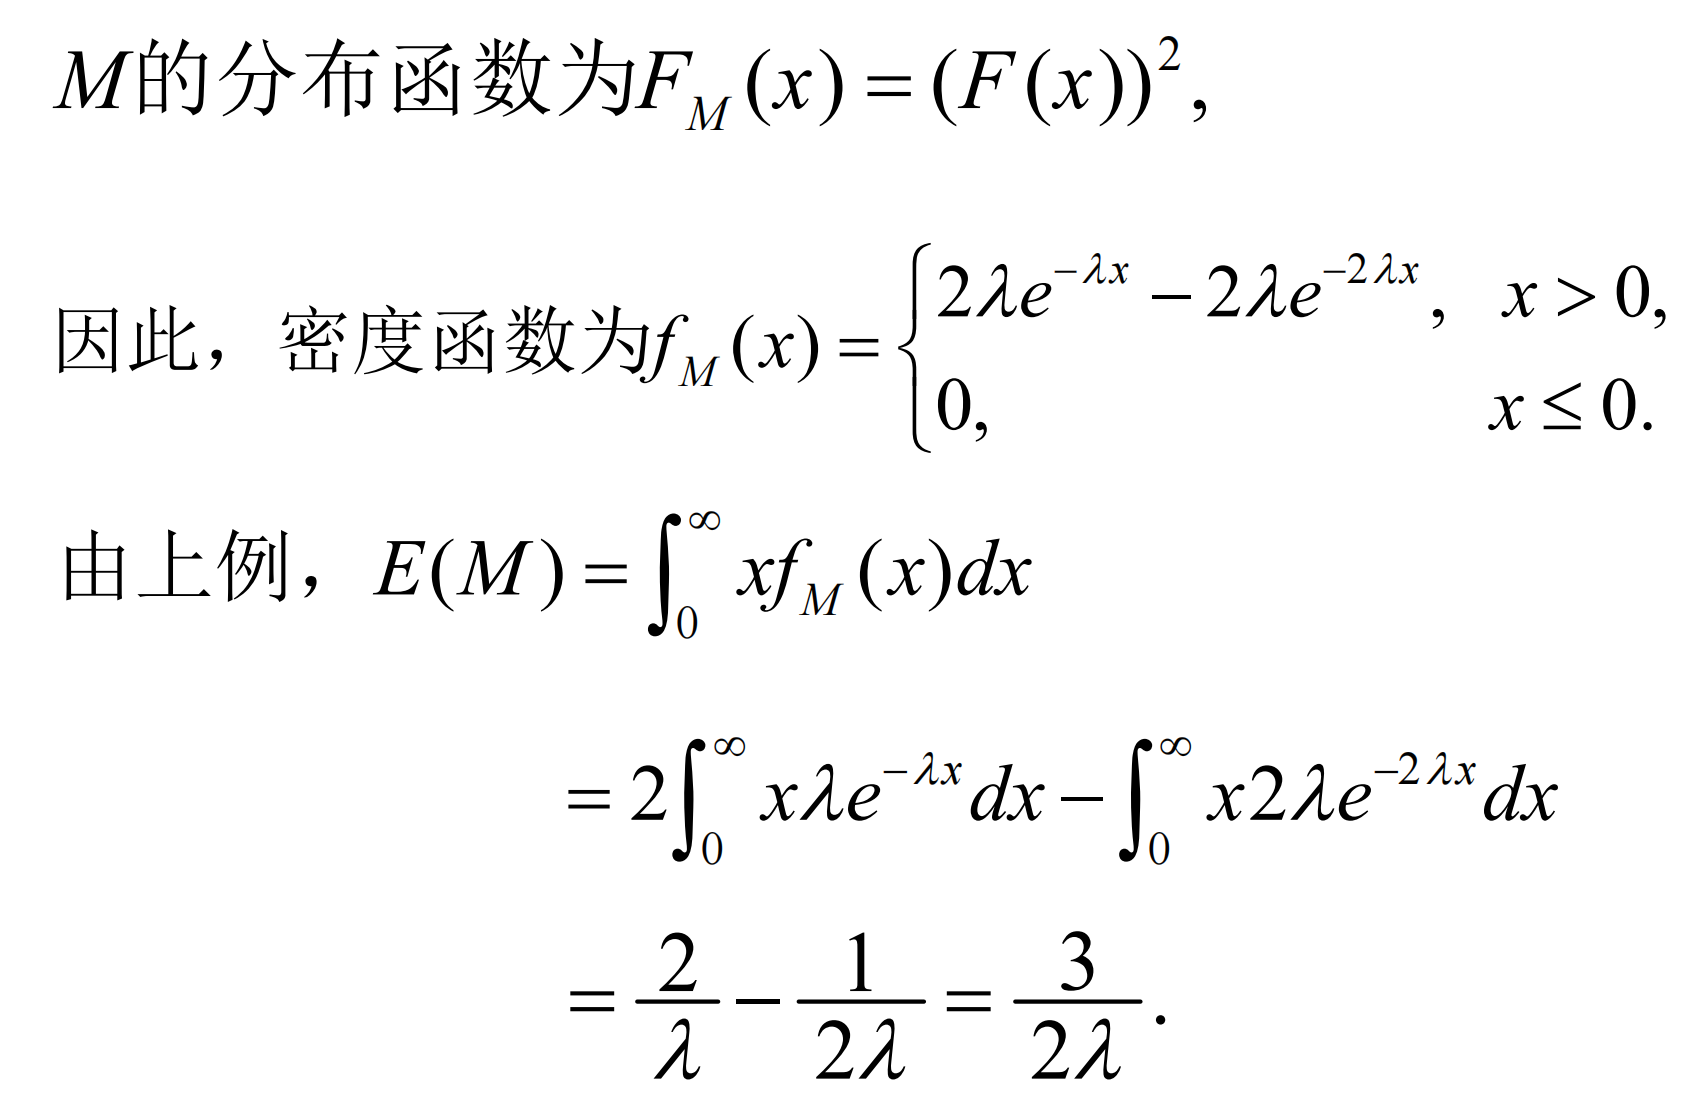 M的分布函数为F_M(x) = (F(x))²,
因此，密度函数为f_M(x) = { 2λe^{-λx} − 2λe^{-2λx}, x > 0,
0, x ≤ 0.
由上例，E(M) = ∫_0^∞ xf_M(x)dx
= 2∫_0^∞ xλe^{-λx}dx − ∫_0^∞ x2λe^{-2λx}dx
= 2/λ − 1/2λ = 3/2λ.